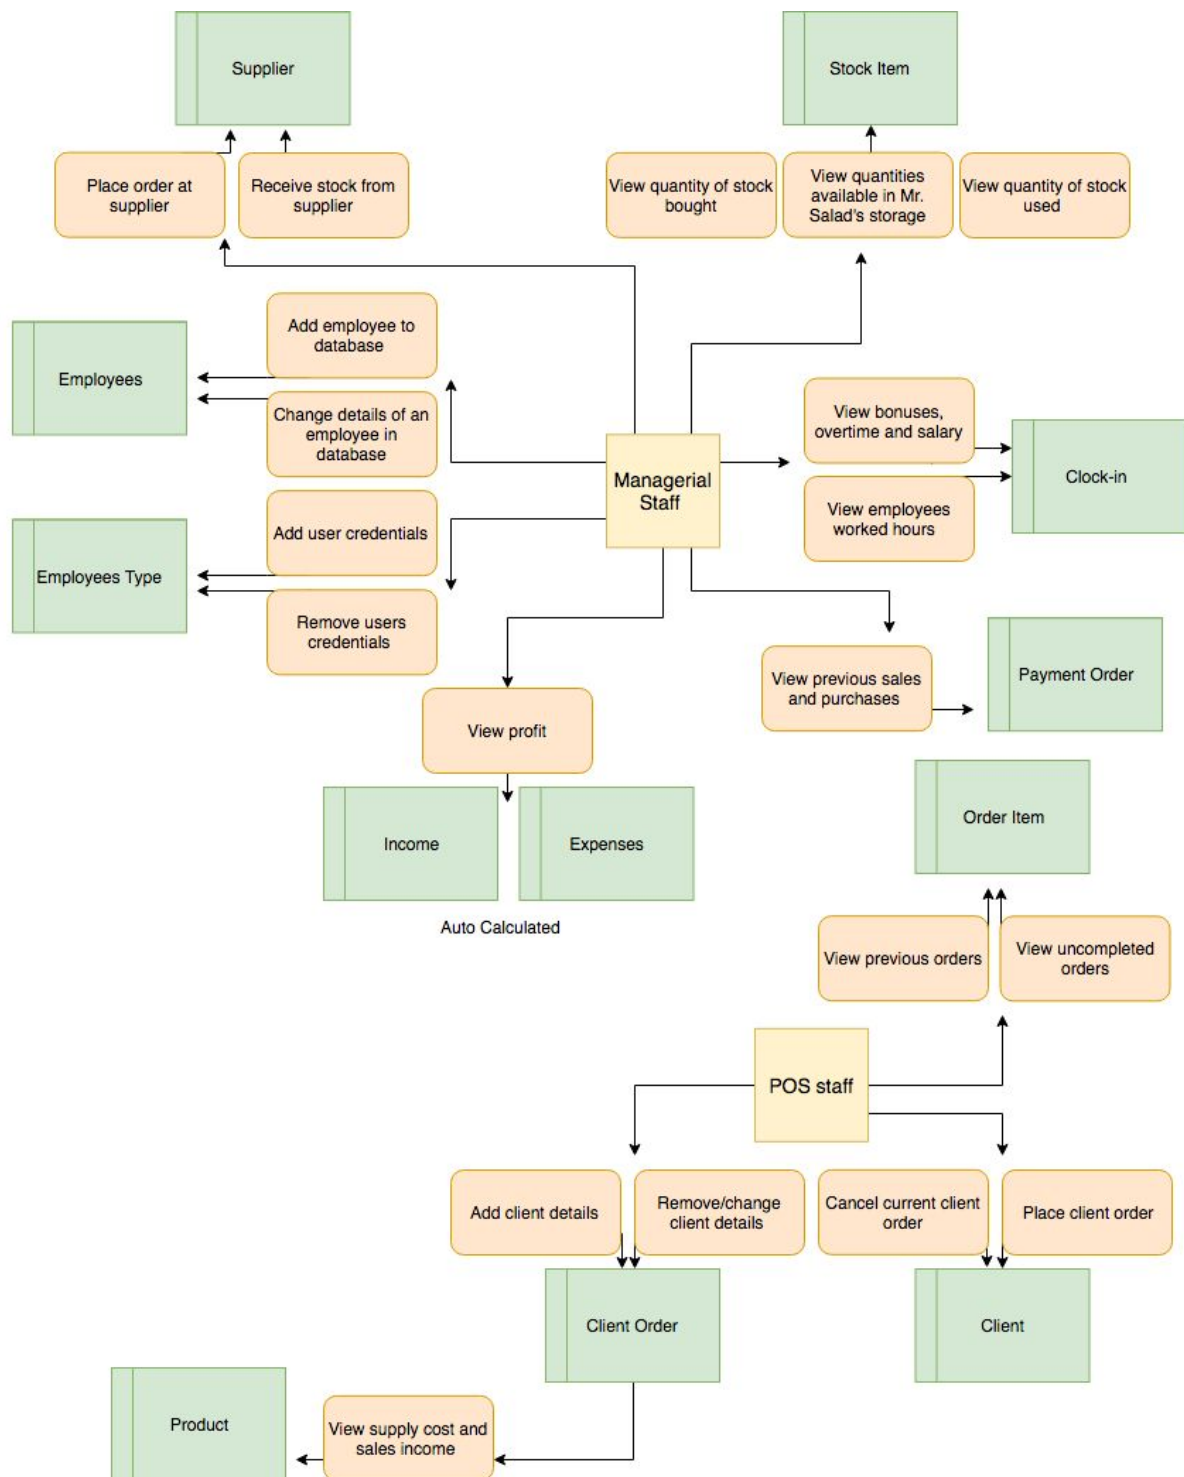 Supplier
Stock Item
Place order at
supplier
Receive stock from
supplier
View quantity of stock
bought
View quantities
available in Mr.
Salad's storage
View quantity of stock
used
Add employee to
database
Employees
Change details of an
employee in
database
View bonuses,
overtime and salary
Managerial
Staff
Clock-in
View employees
worked hours
Add user credentials
Employees Type
Remove users
credentials
View previous sales
and purchases
Payment Order
View profit
Income
Expenses
Order Item
Auto Calculated
View previous orders
View uncompleted
orders
POS staff
Add client details
Remove/change
client details
Cancel current client
order
Place client order
Client Order
Client
Product
View supply cost and
sales income